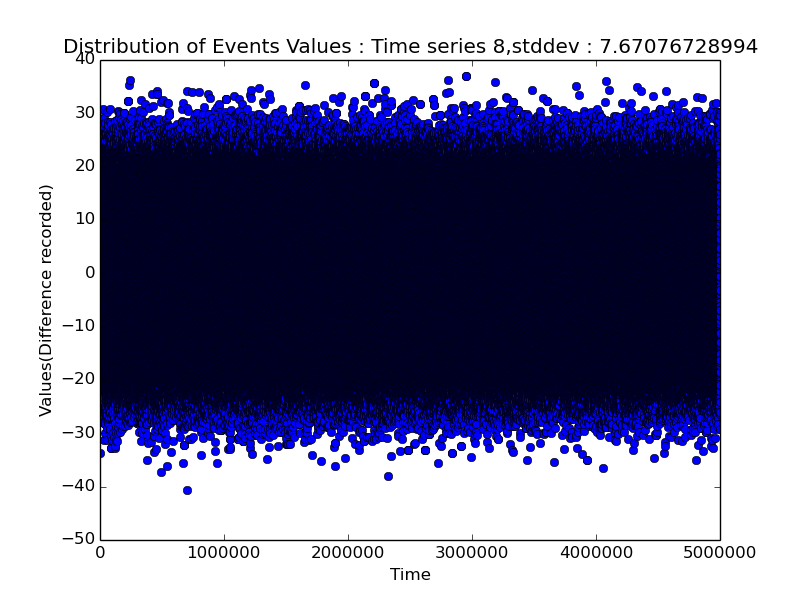 Distribution of Events Values : Time series 8,stddev : 7.67076728994
40
30
20
10
0
−10
−20
−30
−40
−50
Values(Difference recorded)
0 1000000 2000000 3000000 4000000 5000000
Time